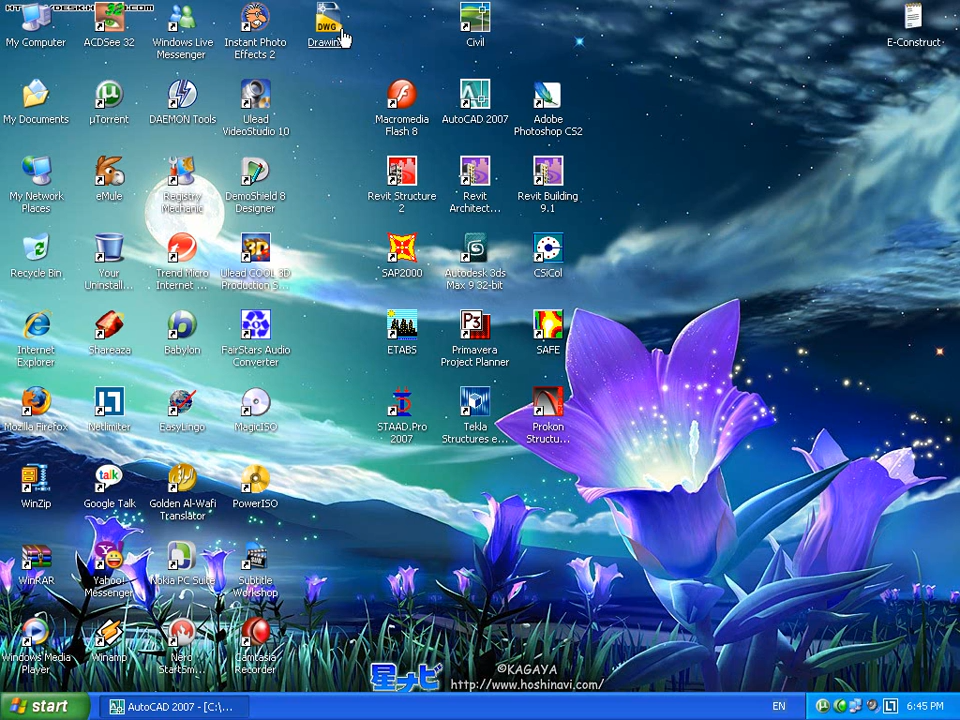 My Computer
ACDSee 32
Windows Live
Messenger
Instant Photo
Effects 2
DWG
Civil
E-Construct
My Documents
µTorrent
DAEMON Tools
Ulead
VideoStudio 10
Macromedia
Flash 8
AutoCAD 2007
Adobe
Photoshop CS2
My Network
Places
eMule
Registry
Mechanic
DemoShield 8
Designer
Revit Structure
2
Revit
Architect...
Revit Building
9.1
Recycle Bin
Your
Uninstall...
Trend Micro
Internet ...
Ulead COOL 3D
Production S...
SAP2000
Autodesk 3ds
Max 9 32-bit
CSiCol
Internet
Explorer
Shareaza
Babylon
FairStars Audio
Converter
ETABS
P3
Primavera
Project Planner
SAFE
Mozilla Firefox
Netlimiter
EasyLingo
MagicISO
STAAD.Pro
2007
Tekla
Structures e...
Prokon
Structu...
WinZip
talk
Google Talk
Golden Al-Wafi
Translator
PowerISO
WinRAR
Yahoo!
Messenger
Nokia PC Suite
Subtitle
Workshop
Windows Media
Player
Winamp
Nero
StartSm...
Camtasia
Recorder
星ナビ
©KAGAYA
http://www.hoshinavi.com/
start
AutoCAD 2007 - [C:\...
EN
6:45 PM